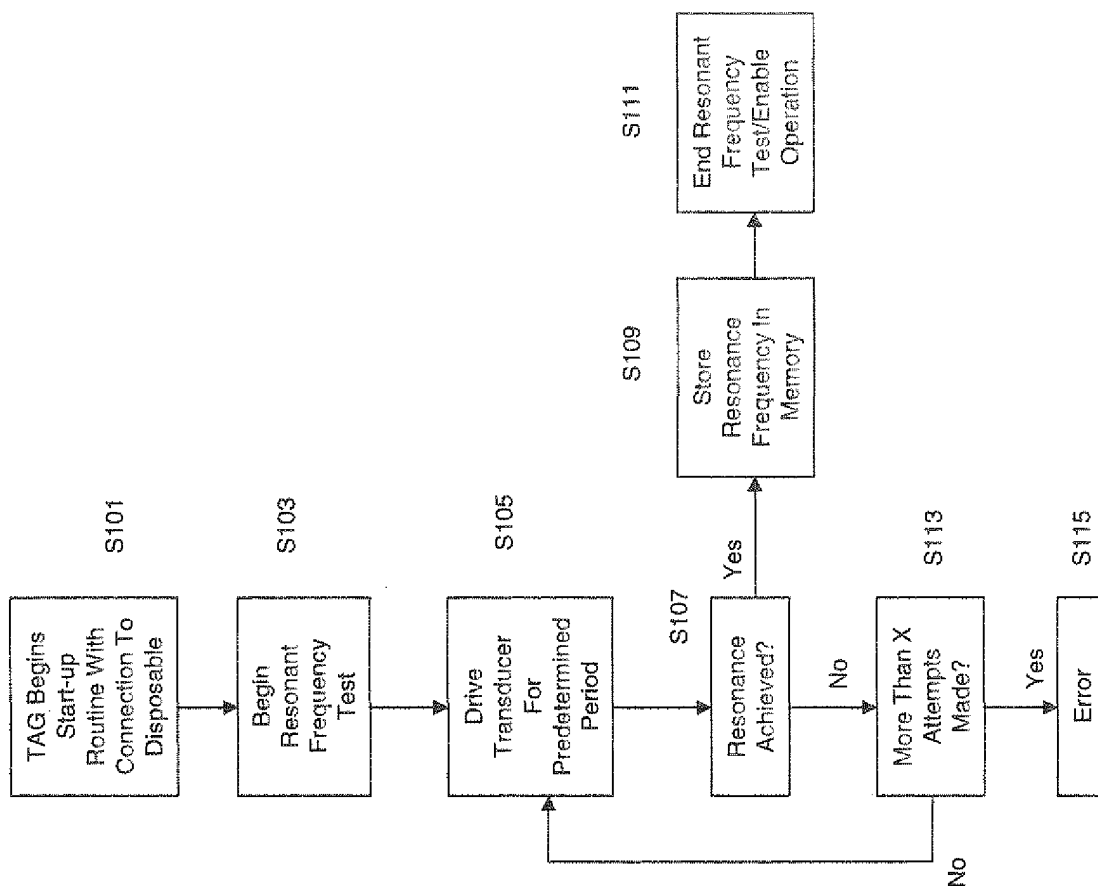 S101
TAG Begins
Start-up
Routine With
Connection To
Disposable
S103
Begin
Resonant
Frequency
Test
S105
Drive
Transducer
For
Predetermined
Period
S107
Resonance
Achieved?
Yes
S109
Store
Resonance
Frequency In
Memory
S111
End Resonant
Frequency
Test/Enable
Operation
No
S113
More Than X
Attempts
Made?
No
Yes
S115
Error